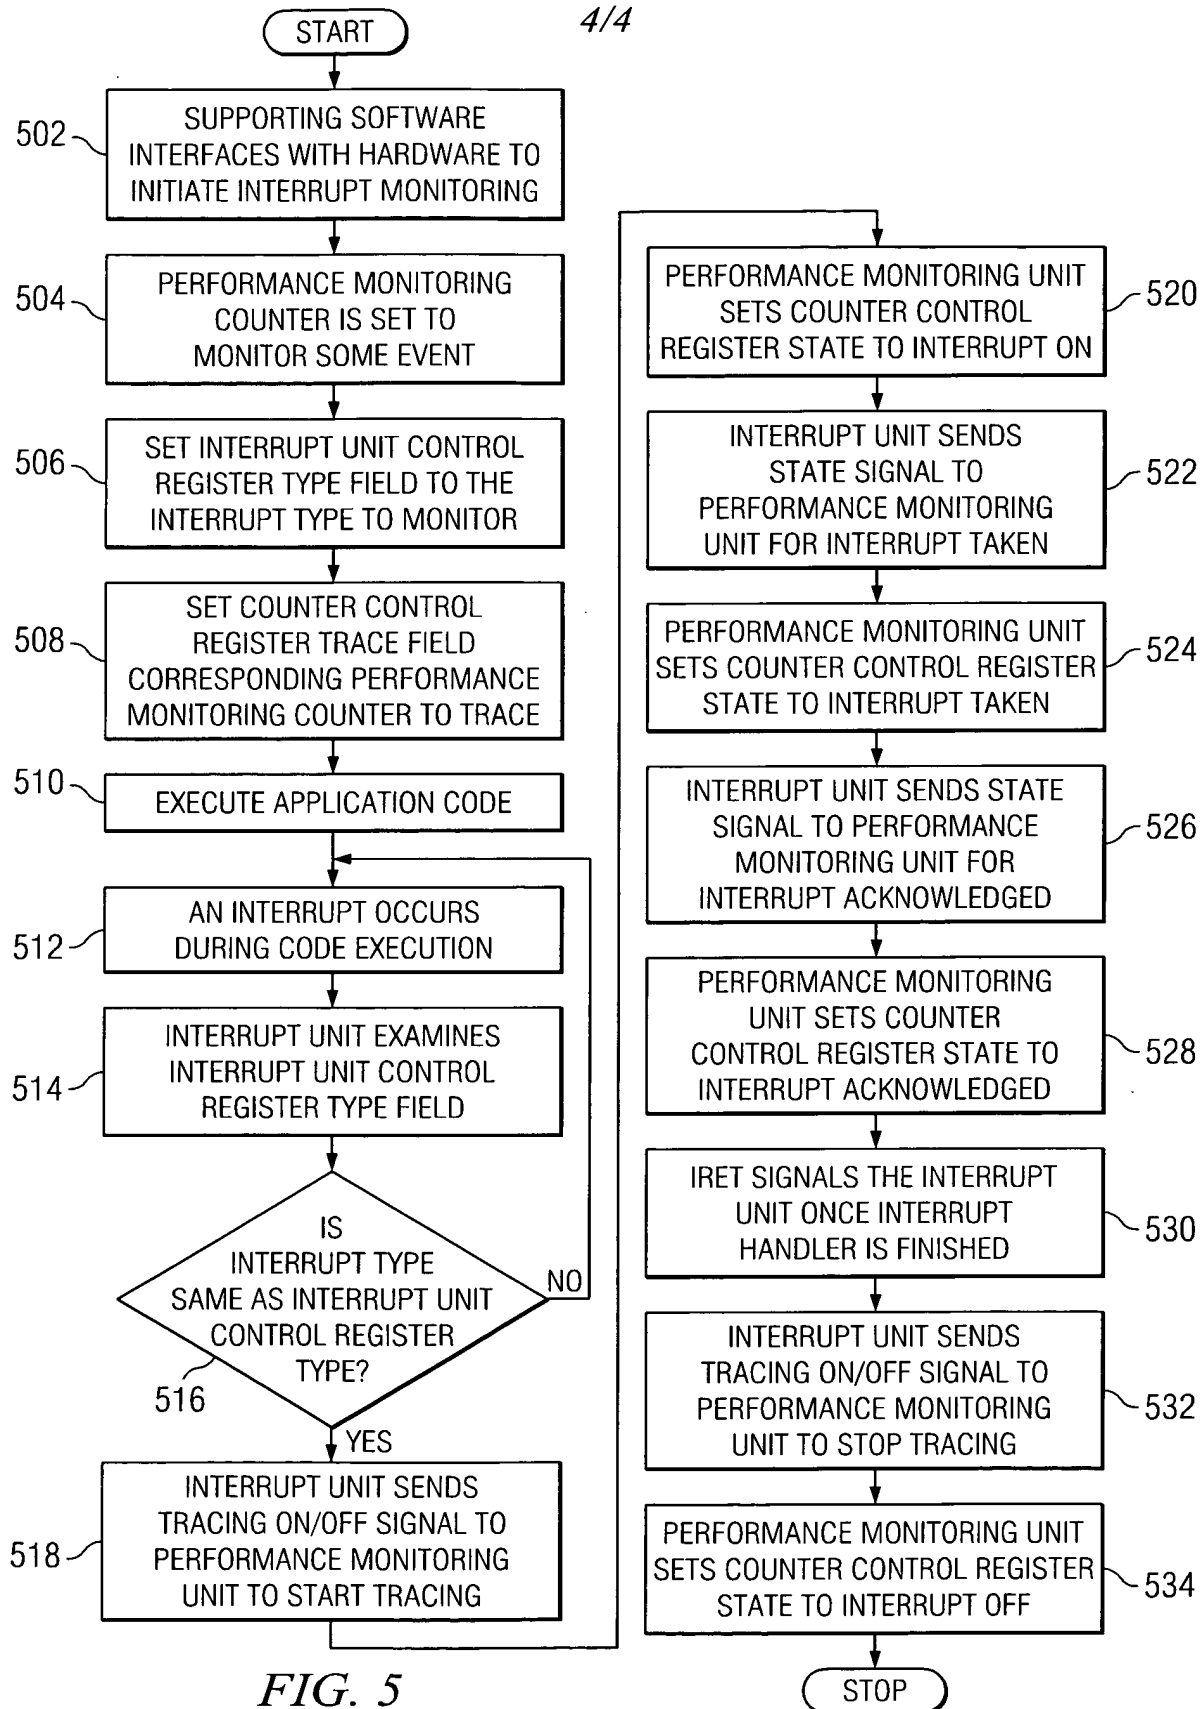 4/4
START
502
SUPPORTING SOFTWARE
INTERFACES WITH HARDWARE TO
INITIATE INTERRUPT MONITORING
504
PERFORMANCE MONITORING
COUNTER IS SET TO
MONITOR SOME EVENT
506
SET INTERRUPT UNIT CONTROL
REGISTER TYPE FIELD TO THE
INTERRUPT TYPE TO MONITOR
508
SET COUNTER CONTROL
REGISTER TRACE FIELD
CORRESPONDING PERFORMANCE
MONITORING COUNTER TO TRACE
510
EXECUTE APPLICATION CODE
512
AN INTERRUPT OCCURS
DURING CODE EXECUTION
514
INTERRUPT UNIT EXAMINES
INTERRUPT UNIT CONTROL
REGISTER TYPE FIELD
IS
INTERRUPT TYPE
SAME AS INTERRUPT UNIT
CONTROL REGISTER
TYPE?
516
NO
YES
518
INTERRUPT UNIT SENDS
TRACING ON/OFF SIGNAL TO
PERFORMANCE MONITORING
UNIT TO START TRACING
PERFORMANCE MONITORING UNIT
SETS COUNTER CONTROL
REGISTER STATE TO INTERRUPT ON
520
INTERRUPT UNIT SENDS
STATE SIGNAL TO
PERFORMANCE MONITORING
UNIT FOR INTERRUPT TAKEN
522
PERFORMANCE MONITORING UNIT
SETS COUNTER CONTROL REGISTER
STATE TO INTERRUPT TAKEN
524
INTERRUPT UNIT SENDS STATE
SIGNAL TO PERFORMANCE
MONITORING UNIT FOR
INTERRUPT ACKNOWLEDGED
526
PERFORMANCE MONITORING
UNIT SETS COUNTER
CONTROL REGISTER STATE TO
INTERRUPT ACKNOWLEDGED
528
IRET SIGNALS THE INTERRUPT
UNIT ONCE INTERRUPT
HANDLER IS FINISHED
530
INTERRUPT UNIT SENDS
TRACING ON/OFF SIGNAL TO
PERFORMANCE MONITORING
UNIT TO STOP TRACING
532
PERFORMANCE MONITORING UNIT
SETS COUNTER CONTROL REGISTER
STATE TO INTERRUPT OFF
534
STOP
FIG. 5